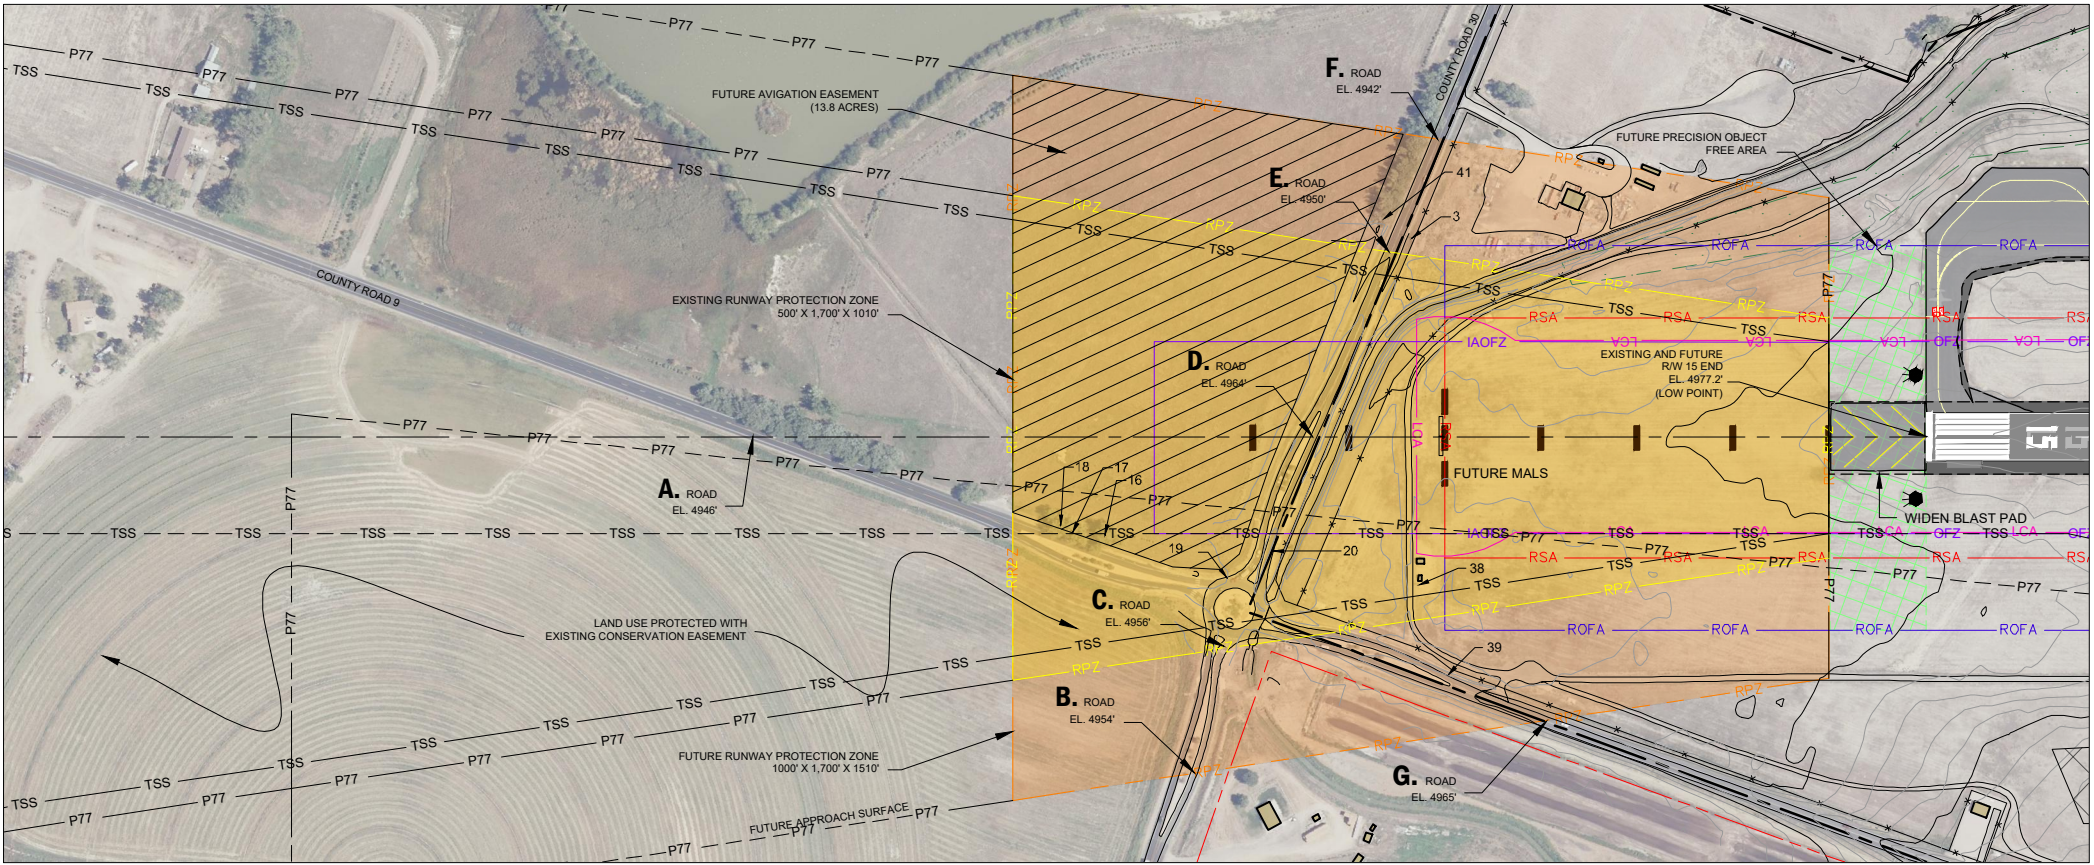 FUTURE AVIGATION EASEMENT
(13.8 ACRES)
F. ROAD
EL. 4942'
COUNTY ROAD 30
FUTURE PRECISION OBJECT
FREE AREA
E. ROAD
EL. 4950'
41
3
COUNTY ROAD 9
EXISTING RUNWAY PROTECTION ZONE
500' X 1,700' X 1010'
D. ROAD
EL. 4964'
EXISTING AND FUTURE
R/W 15 END
EL. 4977.2'
(LOW POINT)
A. ROAD
EL. 4946'
18
17
16
FUTURE MALS
WIDEN BLAST PAD
19
20
38
C. ROAD
EL. 4956'
LAND USE PROTECTED WITH
EXISTING CONSERVATION EASEMENT
39
B. ROAD
EL. 4954'
FUTURE RUNWAY PROTECTION ZONE
1000' X 1,700' X 1510'
G. ROAD
EL. 4965'
FUTURE APPROACH SURFACE
P77
TSS
RPZ
ROFA
RSA
LCA
IAOFZ
OFZ
15